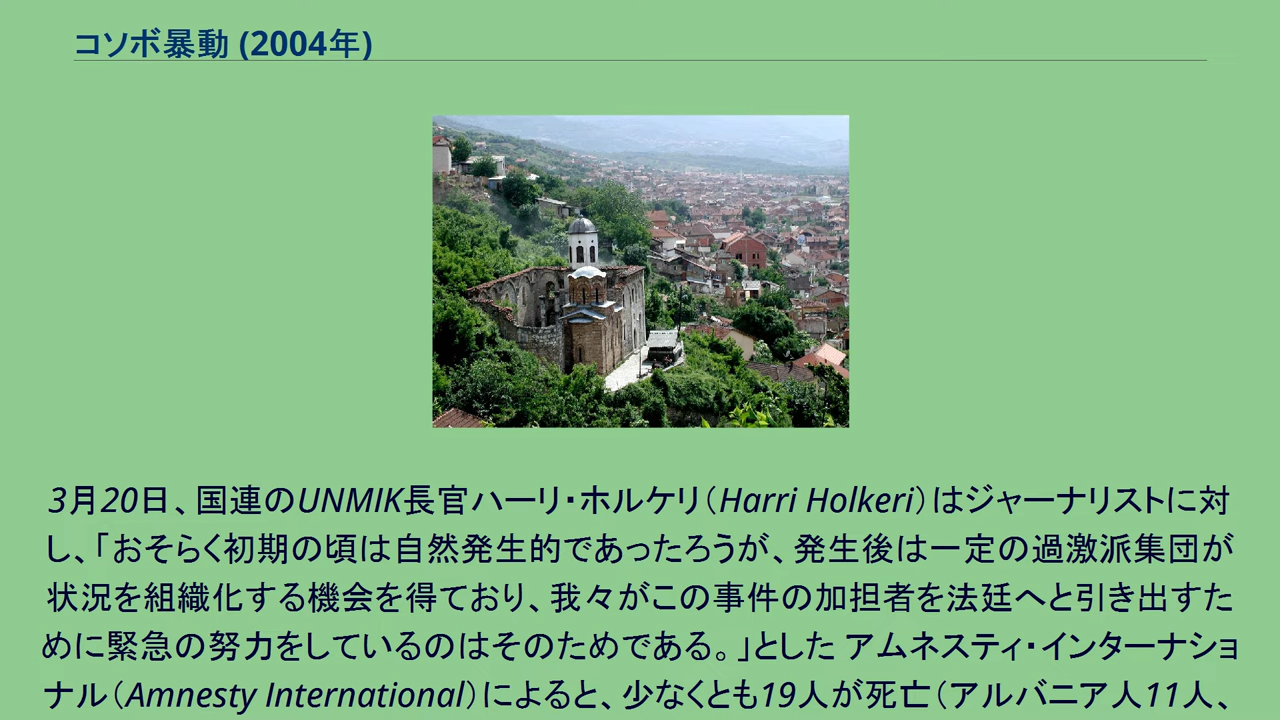 コソボ暴動 (2004年)
3月20日、国連のUNMIK長官ハーリ・ホルケリ（Harri Holkeri）はジャーナリストに対
し、「おそらく初期の頃は自然発生的であったろうが、発生後は一定の過激派集団が
状況を組織化する機会を得ており、我々がこの事件の加担者を法廷へと引き出すた
めに緊急の努力をしているのはそのためである。」とした アムネスティ・インターナショ
ナル（Amnesty International）によると、少なくとも19人が死亡（アルバニア人11人、